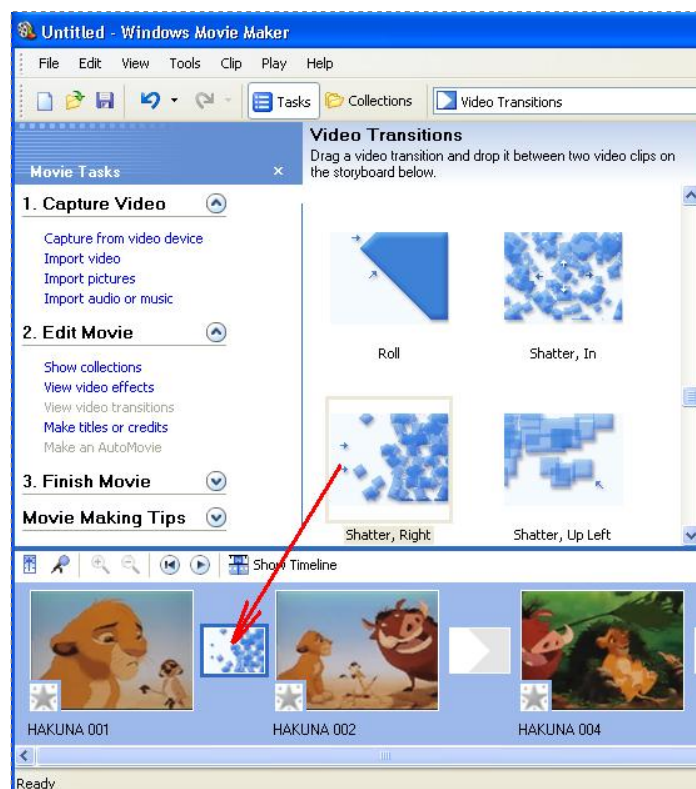 Untitled - Windows Movie Maker
File Edit View Tools Clip Play Help
Tasks Collections Video Transitions
Movie Tasks
Video Transitions
Drag a video transition and drop it between two video clips on
the storyboard below.
1. Capture Video
Capture from video device
Import video
Import pictures
Import audio or music
2. Edit Movie
Show collections
View video effects
View video transitions
Make titles or credits
Make an AutoMovie
3. Finish Movie
Movie Making Tips
Roll Shatter, In
Shatter, Right Shatter, Up Left
Show Timeline
HAKUNA 001 HAKUNA 002 HAKUNA 004
Ready